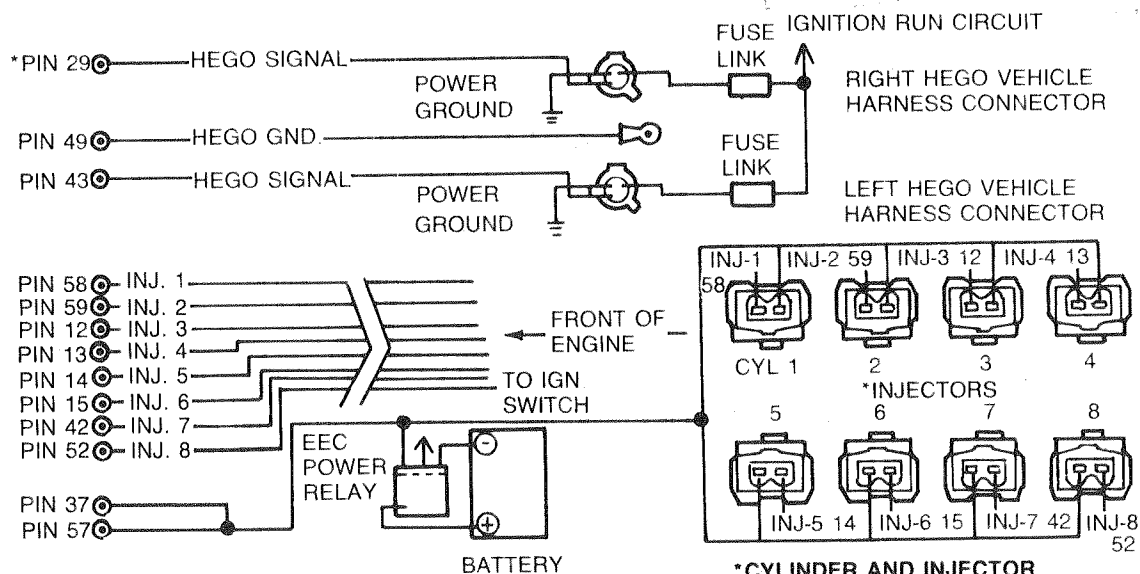 IGNITION RUN CIRCUIT
FUSE LINK
*PIN 29 HEGO SIGNAL
POWER GROUND
RIGHT HEGO VEHICLE
HARNESS CONNECTOR
PIN 49 HEGO GND.
FUSE LINK
PIN 43 HEGO SIGNAL
POWER GROUND
LEFT HEGO VEHICLE
HARNESS CONNECTOR
PIN 58 INJ. 1
PIN 59 INJ. 2
PIN 12 INJ. 3
PIN 13 INJ. 4
PIN 14 INJ. 5
PIN 15 INJ. 6
PIN 42 INJ. 7
PIN 52 INJ. 8
FRONT OF
ENGINE
TO IGN
SWITCH
INJ-1 58 INJ-2 59 INJ-3 12 INJ-4 13
CYL 1 2 3 4
*INJECTORS
5 6 7 8
INJ-5 14 INJ-6 15 INJ-7 42 INJ-8 52
PIN 37
PIN 57
EEC
POWER
RELAY
- 
+
BATTERY
*CYLINDER AND INJECTOR